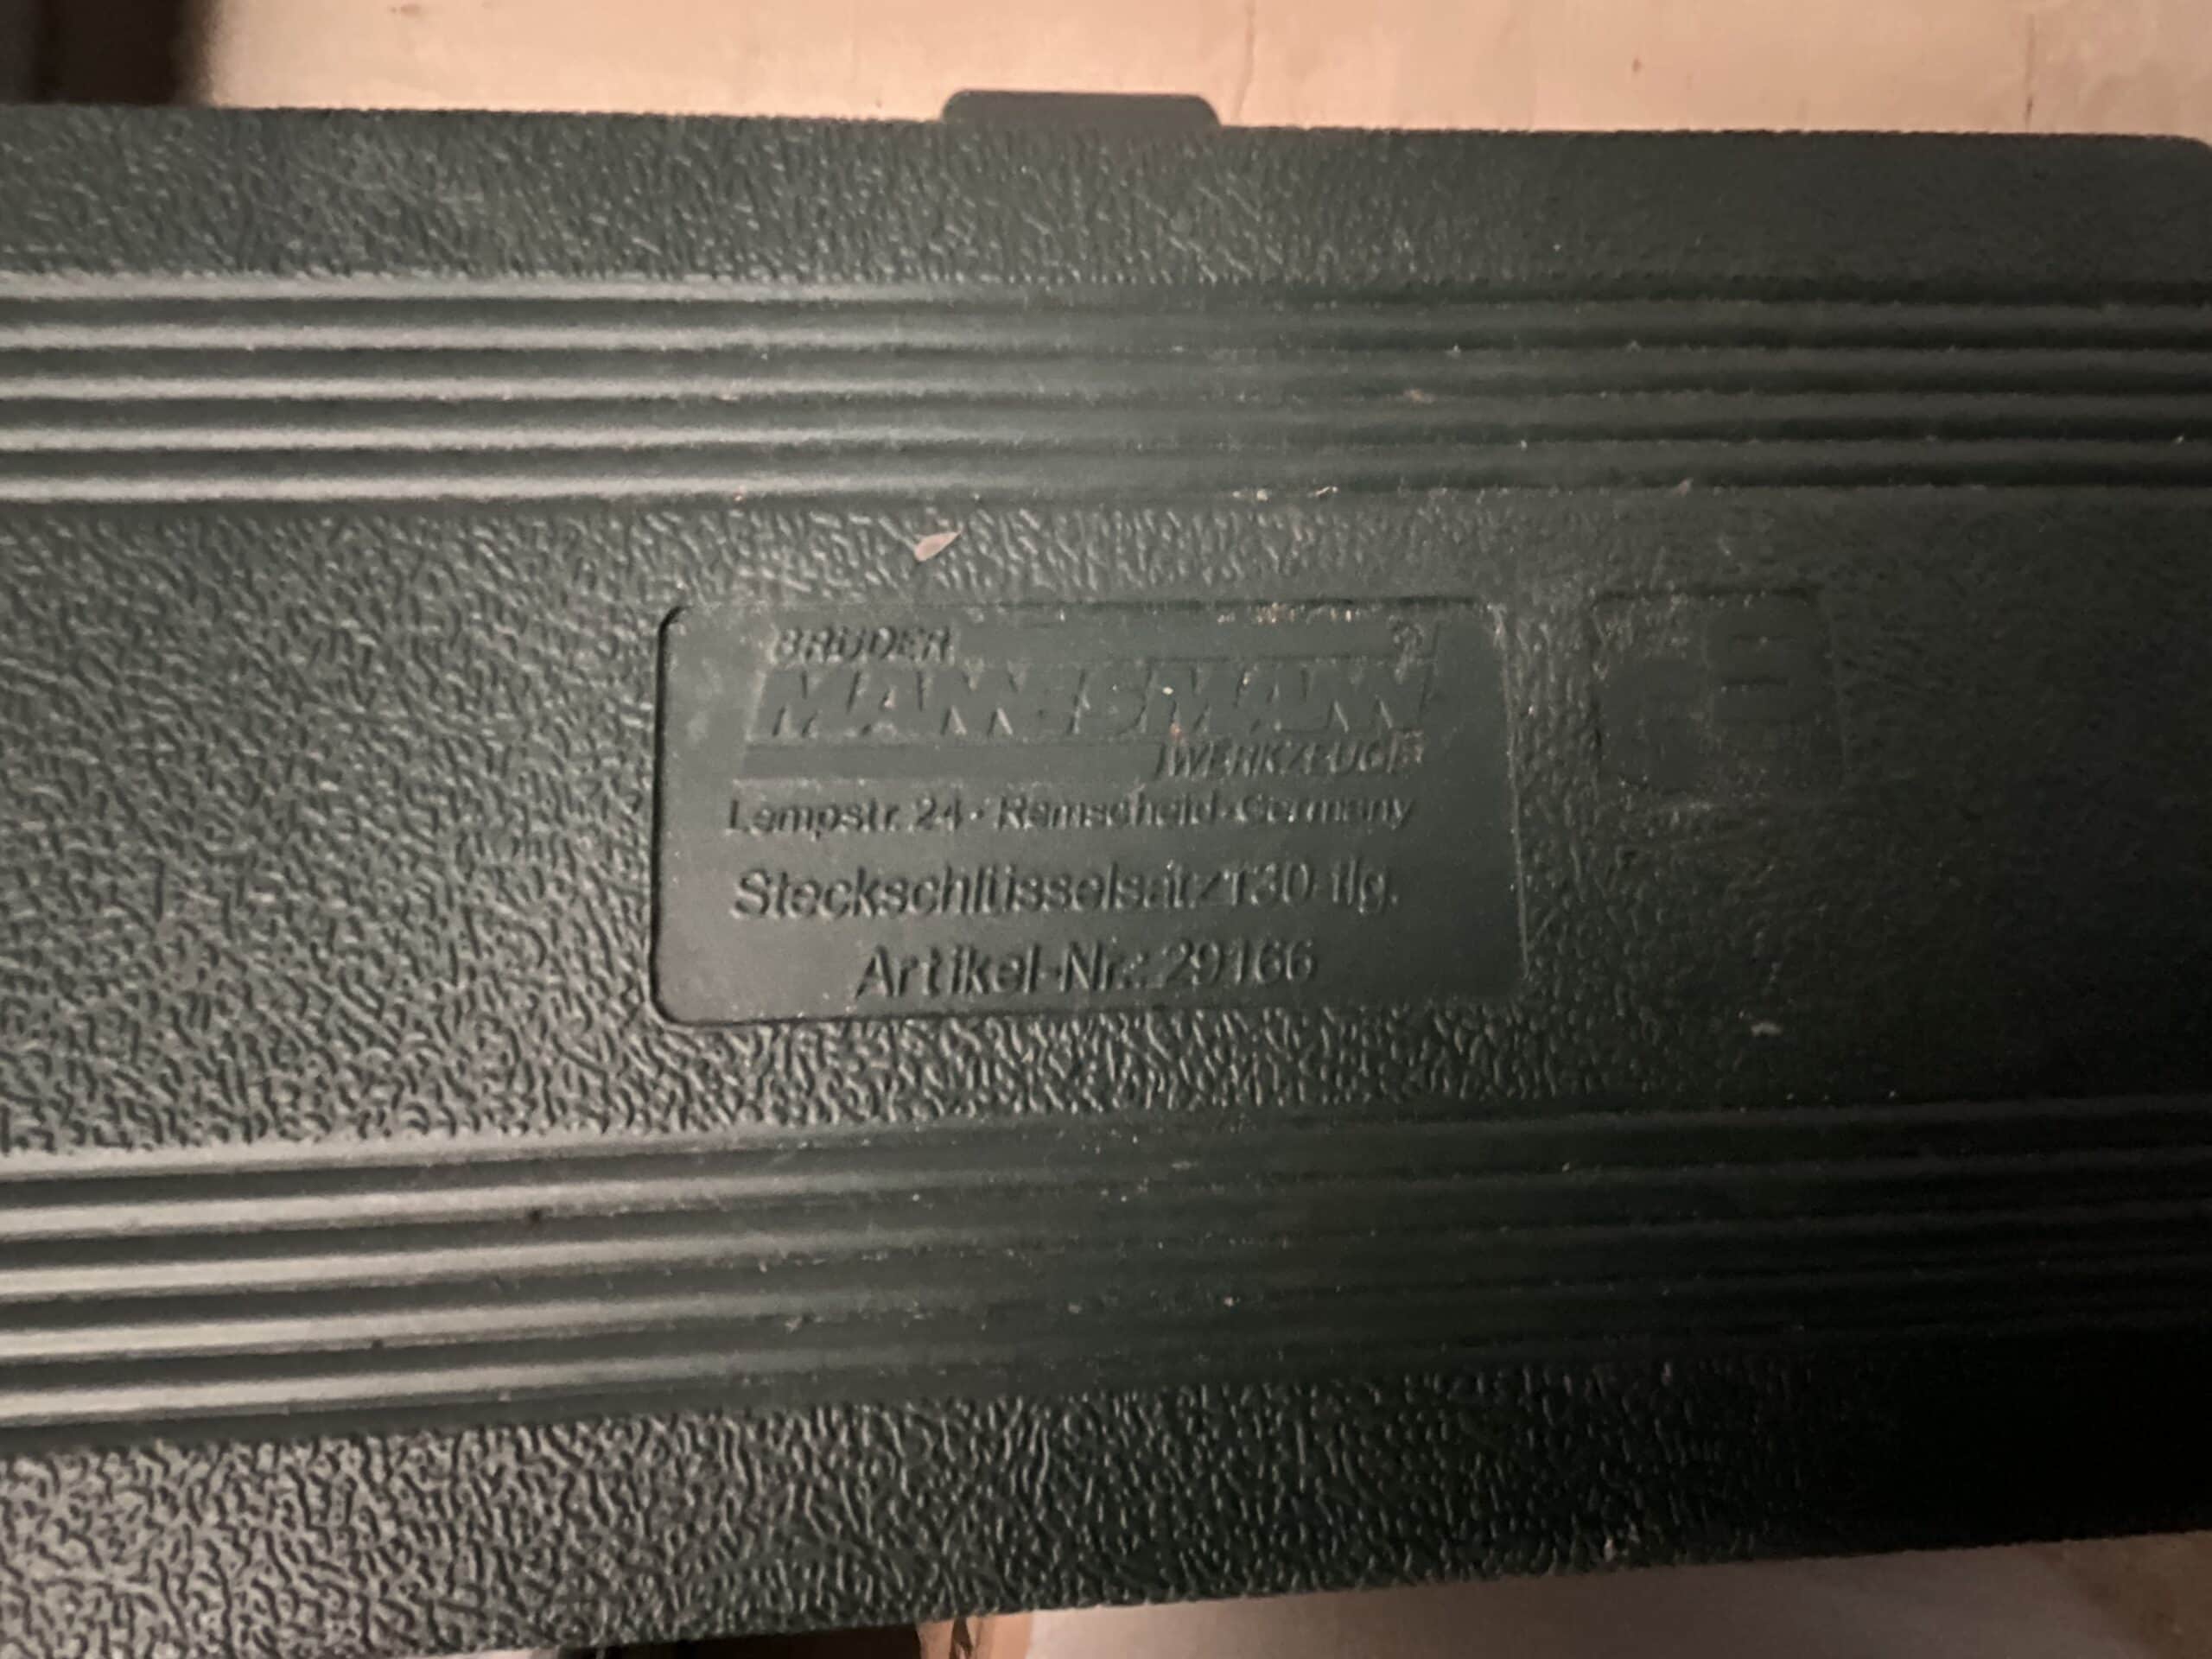 BRÜDER
MANNESMANN
WERKZEUGE
Lempstr. 24 · Remscheid · Germany
Steckschlüsselsatz 130-tlg.
Artikel-Nr.: 29166